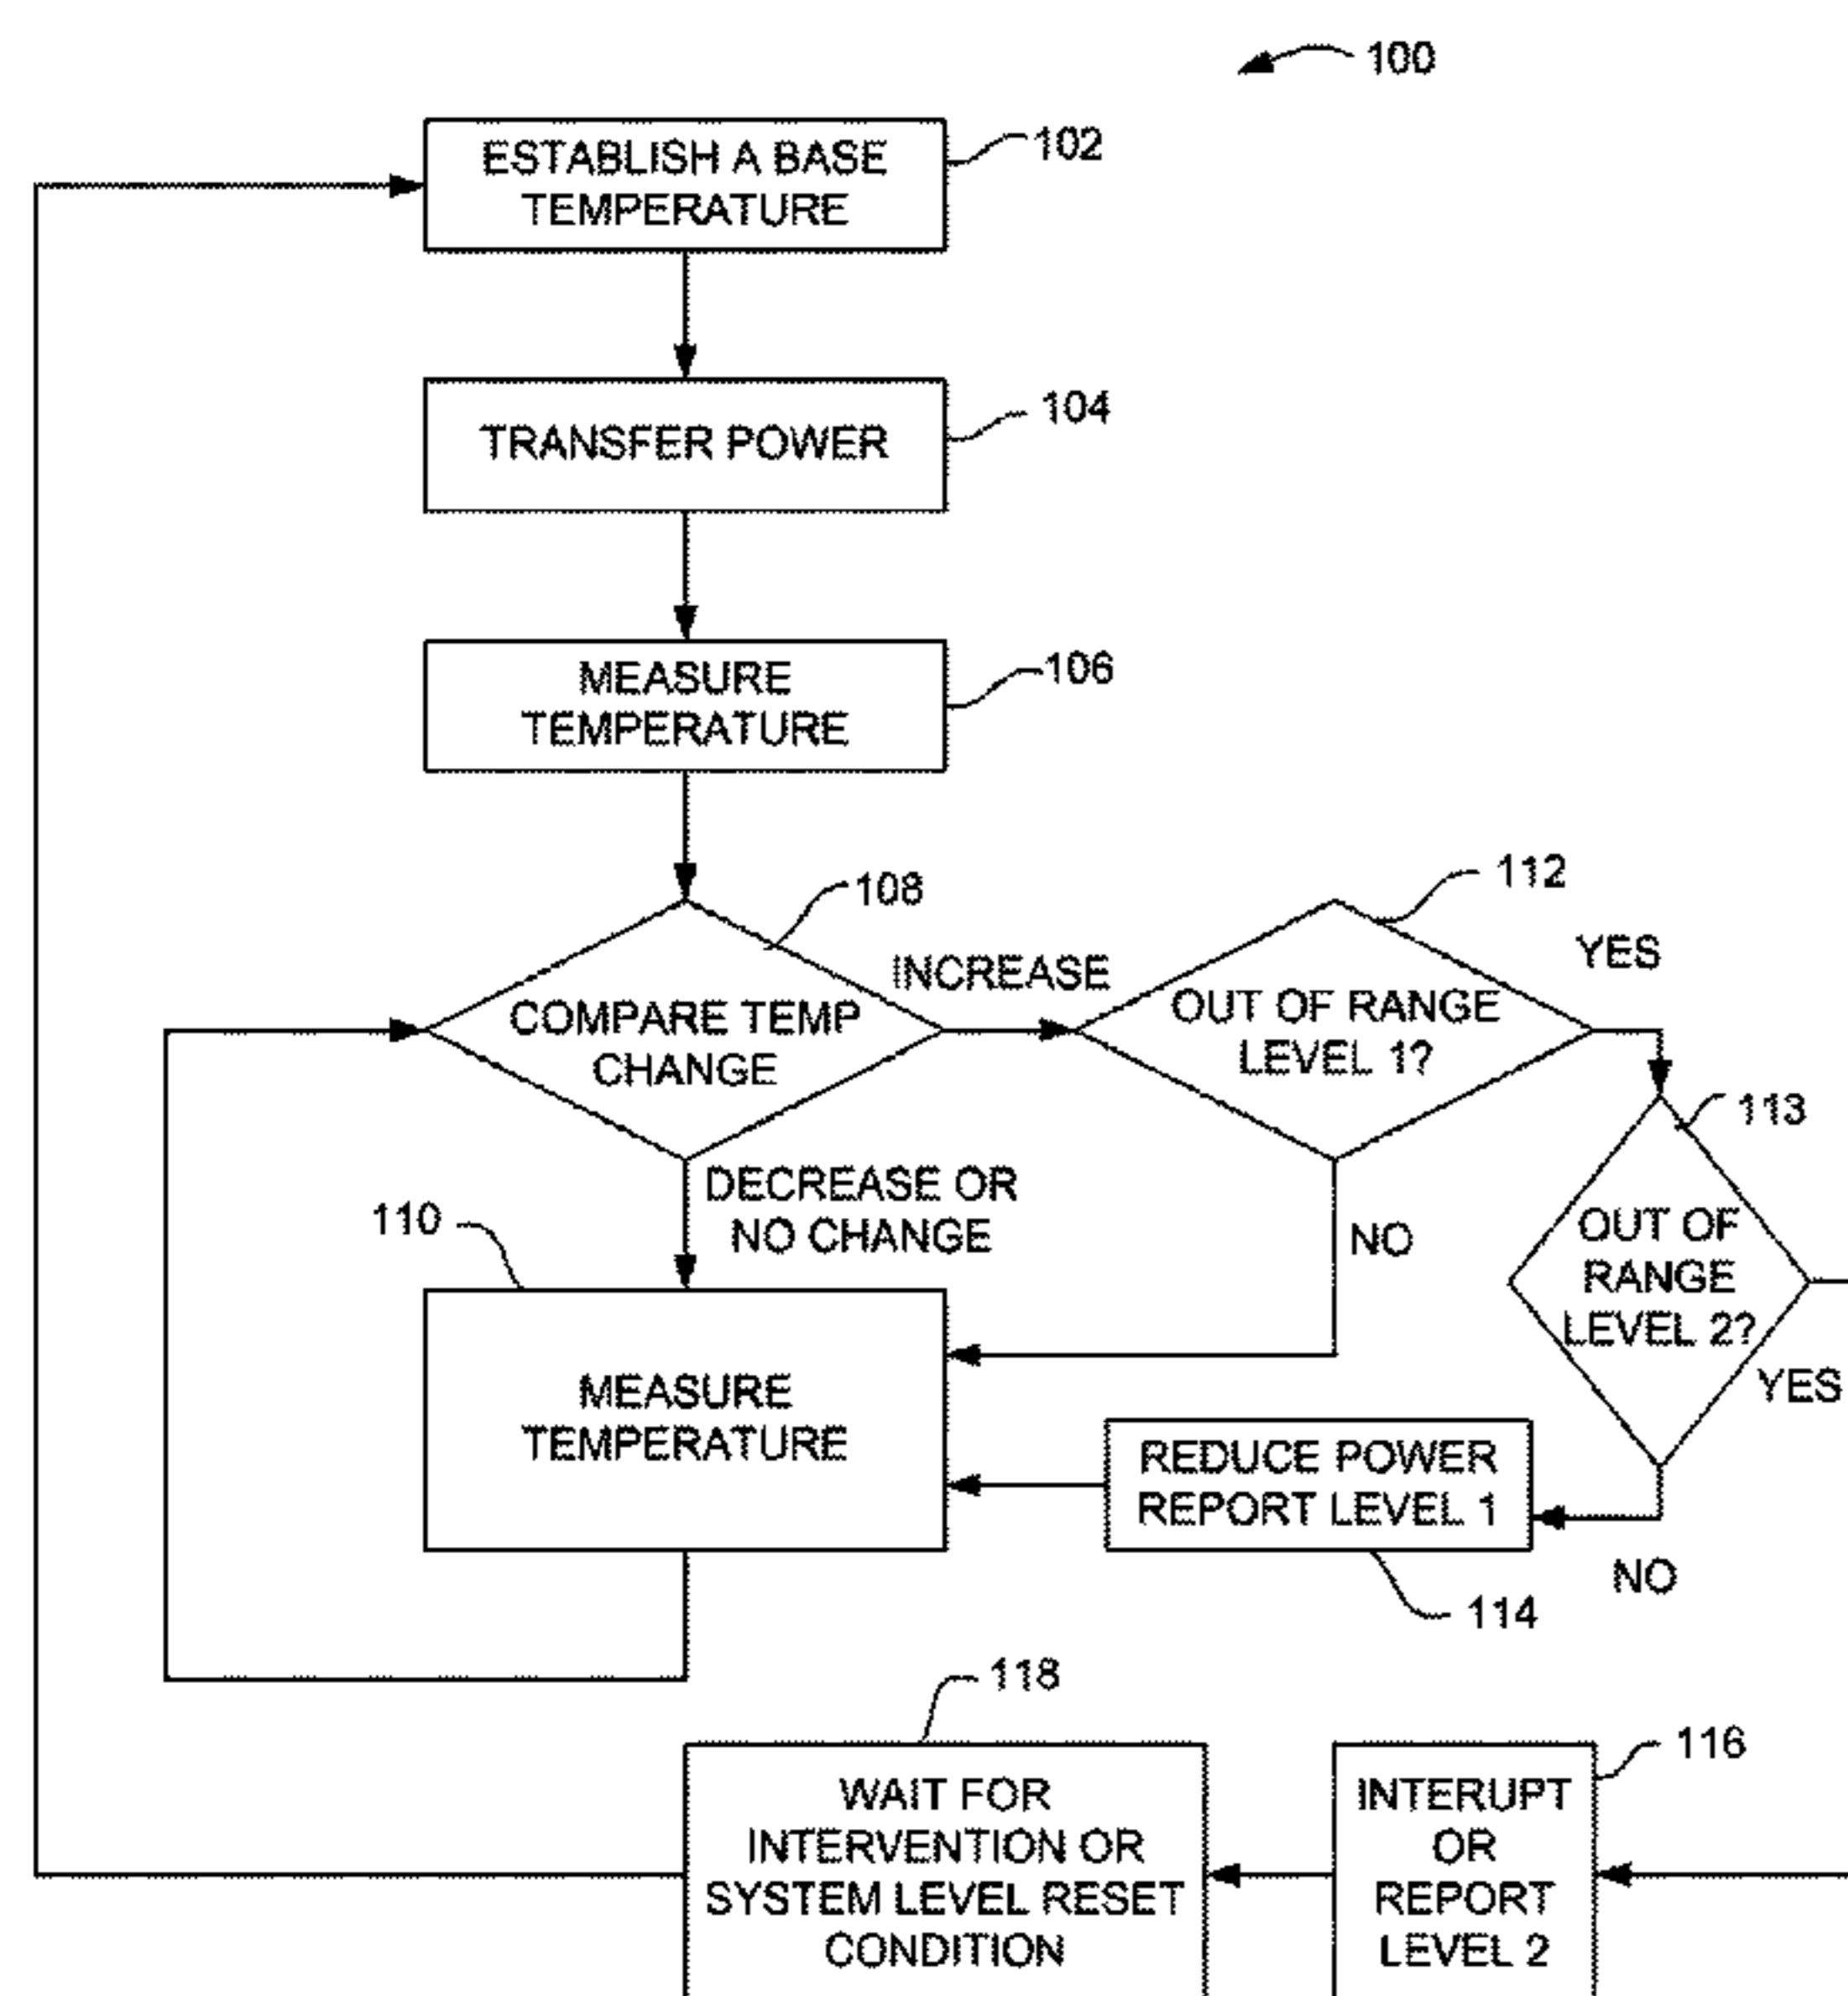 100
ESTABLISH A BASE
TEMPERATURE
102
TRANSFER POWER
104
MEASURE
TEMPERATURE
106
108
COMPARE TEMP
CHANGE
INCREASE
112
OUT OF RANGE
LEVEL 1?
YES
113
OUT OF
RANGE
LEVEL 2?
YES
DECREASE OR
NO CHANGE
NO
110
MEASURE
TEMPERATURE
REDUCE POWER
REPORT LEVEL 1
NO
114
118
WAIT FOR
INTERVENTION OR
SYSTEM LEVEL RESET
CONDITION
116
INTERUPT
OR
REPORT
LEVEL 2